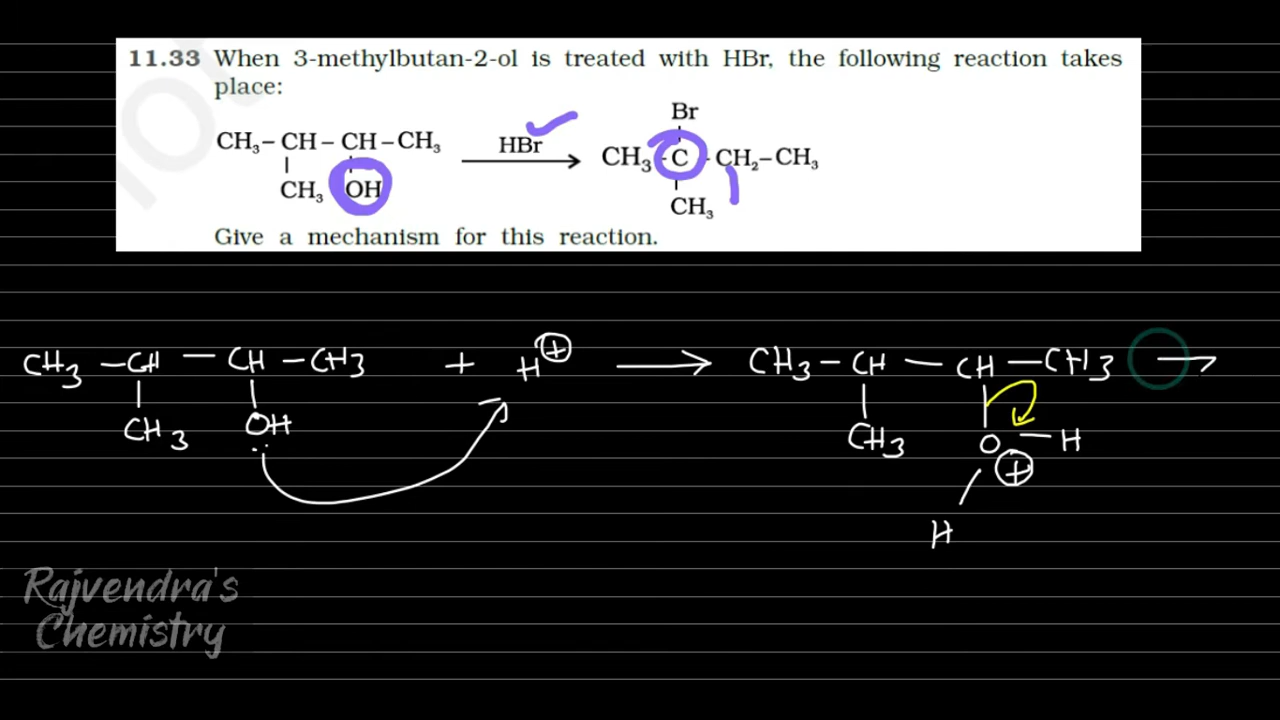 11.33 When 3-methylbutan-2-ol is treated with HBr, the following reaction takes
place:
Br
CH₃– CH – CH – CH₃ HBr CH₃ – C – CH₂– CH₃
CH₃ OH
CH₃
Give a mechanism for this reaction.
CH3 – CH – CH – CH3 + H⊕ → CH3 – CH – CH – CH3 →
CH3 OH CH3 O – H
⊕
H
Rajvendra's
Chemistry